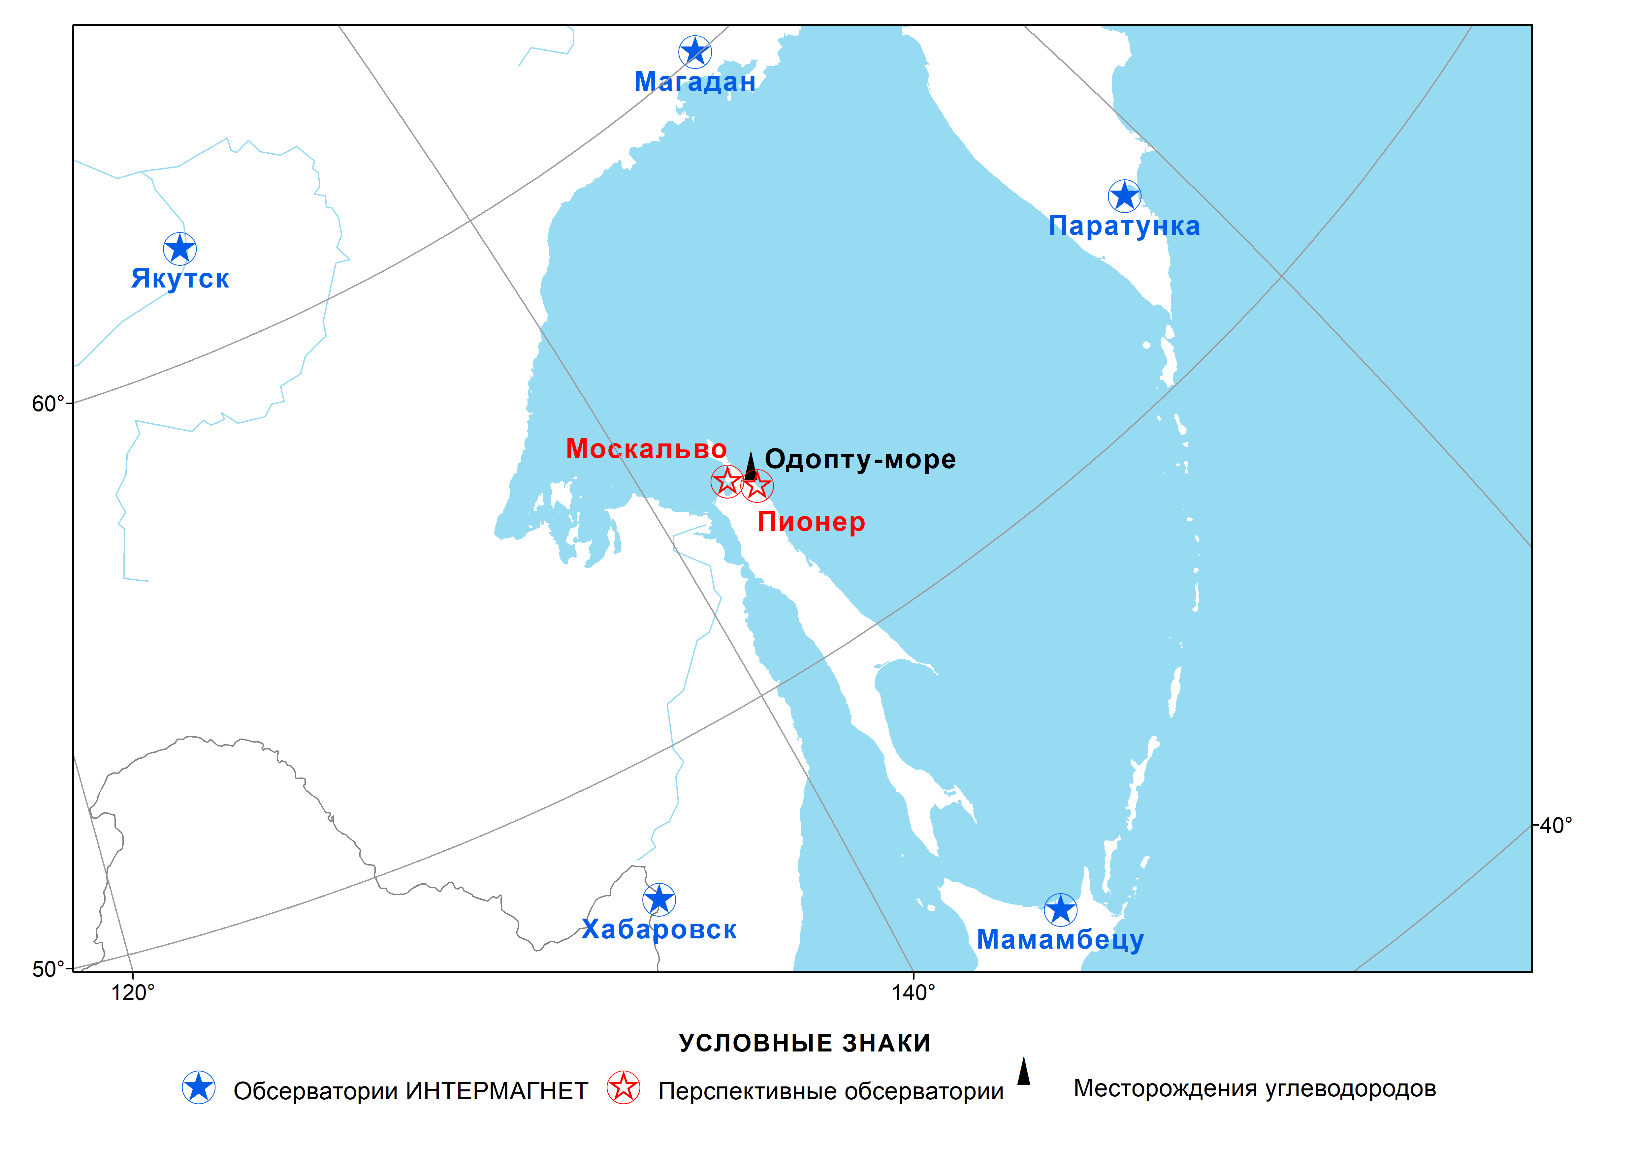 Магадан
Паратунка
Якутск
60°
Москальво
Одопту-море
Пионер
40°
Хабаровск
Мамамбецу
50°
120°
140°
УСЛОВНЫЕ ЗНАКИ
Обсерватории ИНТЕРМАГНЕТ Перспективные обсерватории Месторождения углеводородов